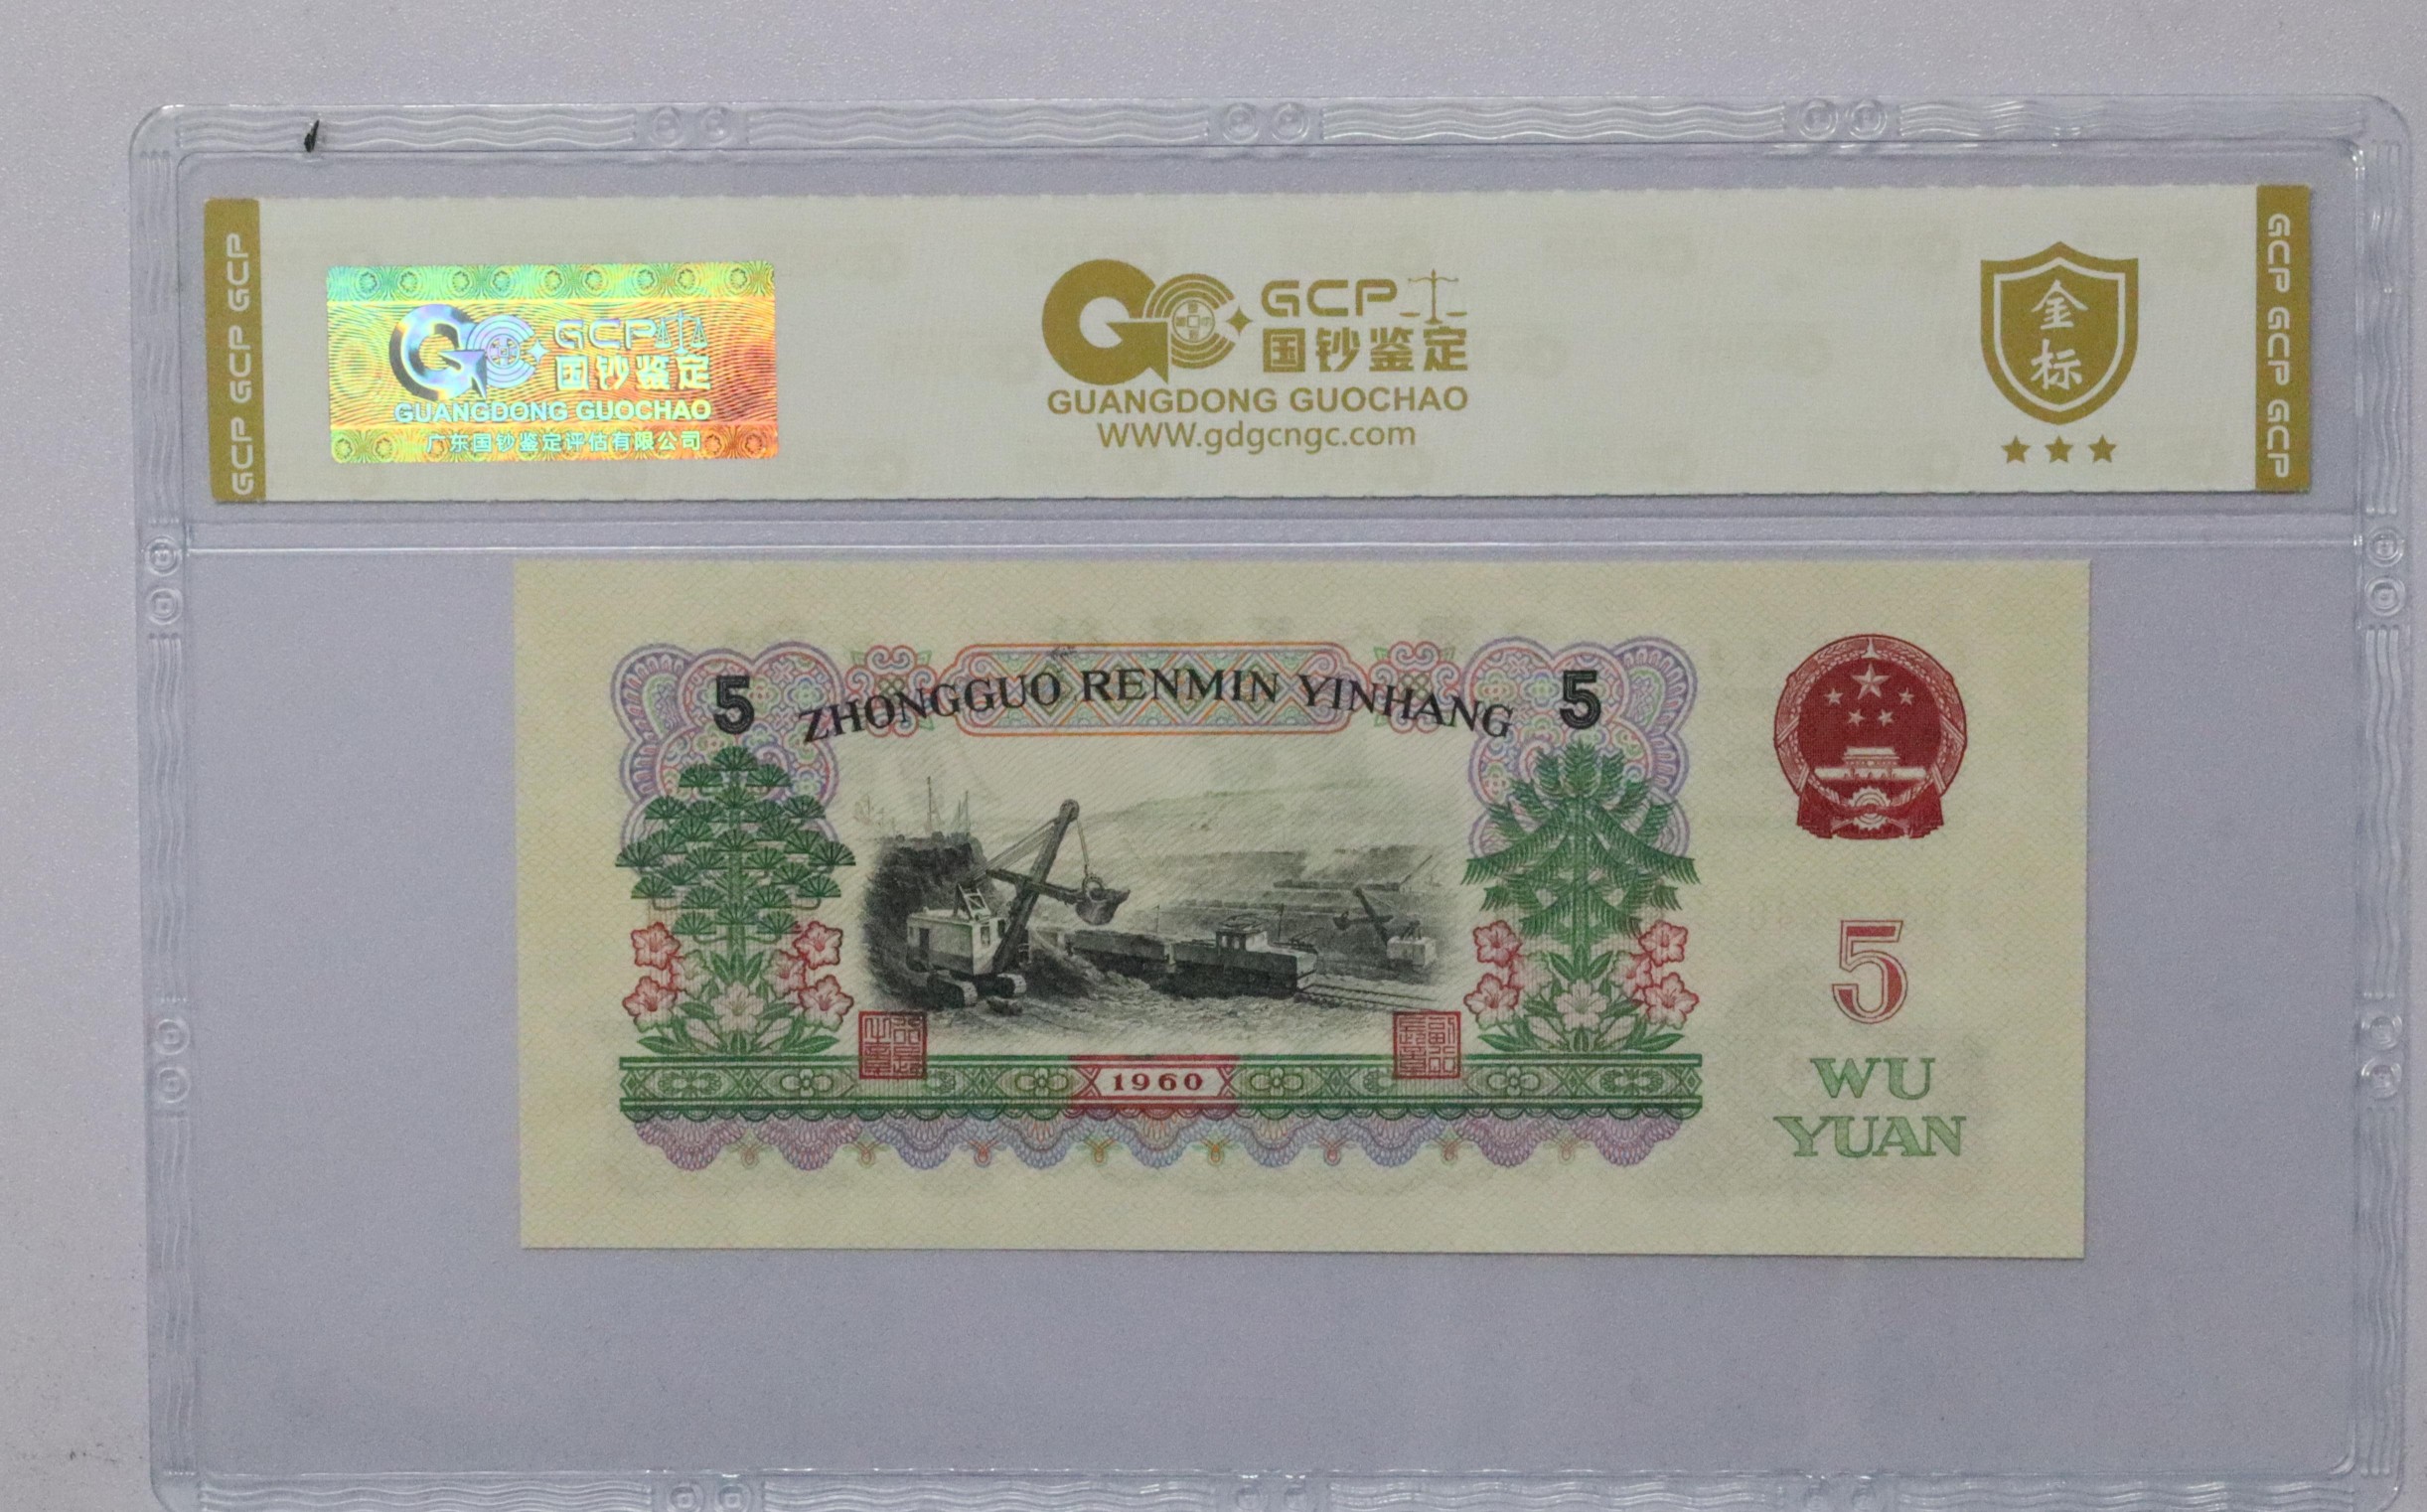 GCP GCP GCP
GCP
国钞鉴定
GUANGDONG GUOCHAO
广东国钞鉴定评估有限公司
GCP
国钞鉴定
GUANGDONG GUOCHAO
WWW.gdgcngc.com
金
标
GCP GCP GCP
5
ZHONGGUO RENMIN YINHANG
5
1960
5
WU
YUAN